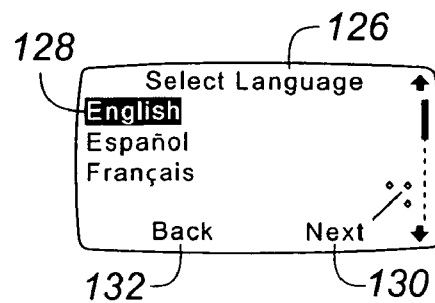 126
128
Select Language
English
Español
Français
Back Next
132 130